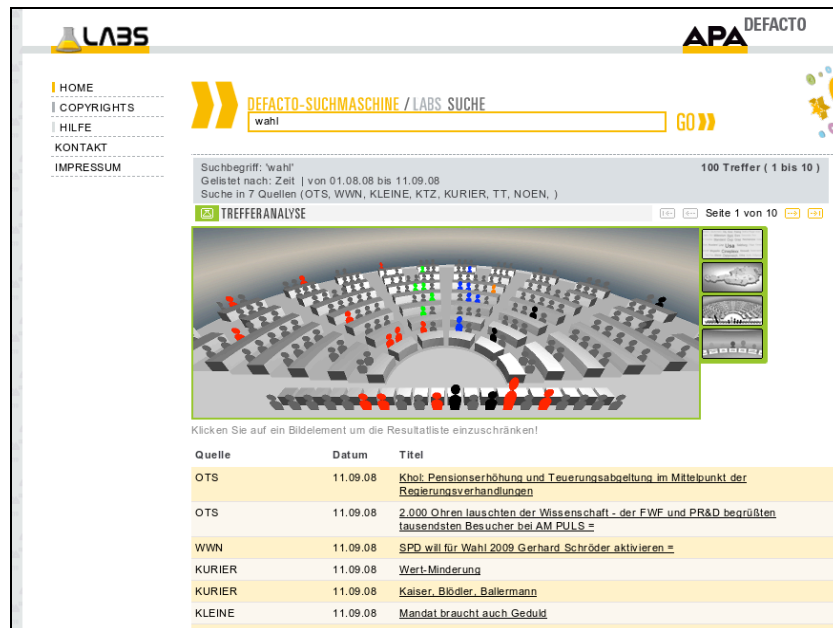 LABS
APA DEFACTO
HOME
COPYRIGHTS
HILFE
KONTAKT
IMPRESSUM
DEFACTO-SUCHMASCHINE / LABS SUCHE
wahl
GO
Suchbegriff: 'wahl'
100 Treffer ( 1 bis 10 )
Gelistet nach: Zeit | von 01.08.08 bis 11.09.08
Suche in 7 Quellen (OTS, WWN, KLEINE, KTZ, KURIER, TT, NOEN, )
TREFFERANALYSE
Seite 1 von 10
Klicken Sie auf ein Bildelement um die Resultatliste einzuschränken!
Quelle Datum Titel
OTS 11.09.08 Khol: Pensionserhöhung und Teuerungsabgeltung im Mittelpunkt der
Regierungsverhandlungen
OTS 11.09.08 2.000 Ohren lauschten der Wissenschaft - der FWF und PR&D begrüßten
tausendsten Besucher bei AM PULS =
WWN 11.09.08 SPD will für Wahl 2009 Gerhard Schröder aktivieren =
KURIER 11.09.08 Wert-Minderung
KURIER 11.09.08 Kaiser, Blödler, Ballermann
KLEINE 11.09.08 Mandat braucht auch Geduld